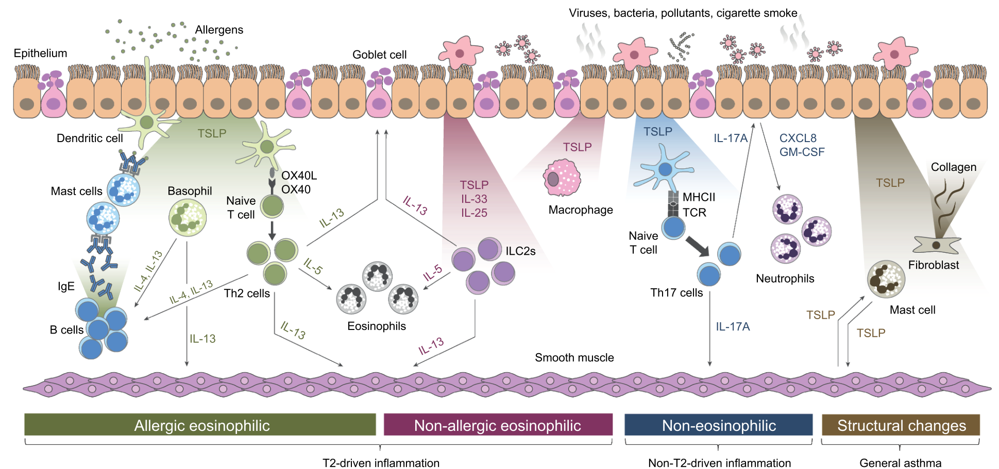 Viruses, bacteria, pollutants, cigarette smoke
Allergens
Epithelium
Goblet cell
Dendritic cell
TSLP
OX40L
OX40
Mast cells
Basophil
Naive
T cell
IL-13
IL-13
TSLP
IL-33
IL-25
TSLP
Macrophage
TSLP
IL-17A
CXCL8
GM-CSF
MHCII
TCR
Naive
T cell
TSLP
Collagen
Fibroblast
IgE
IL-4, IL-13
IL-4, IL-13
Th2 cells
IL-5
IL-5
ILC2s
Eosinophils
Th17 cells
Neutrophils
Mast cell
B cells
IL-13
IL-13
IL-13
IL-17A
TSLP
TSLP
Smooth muscle
Allergic eosinophilic
Non-allergic eosinophilic
Non-eosinophilic
Structural changes
T2-driven inflammation
Non-T2-driven inflammation
General asthma